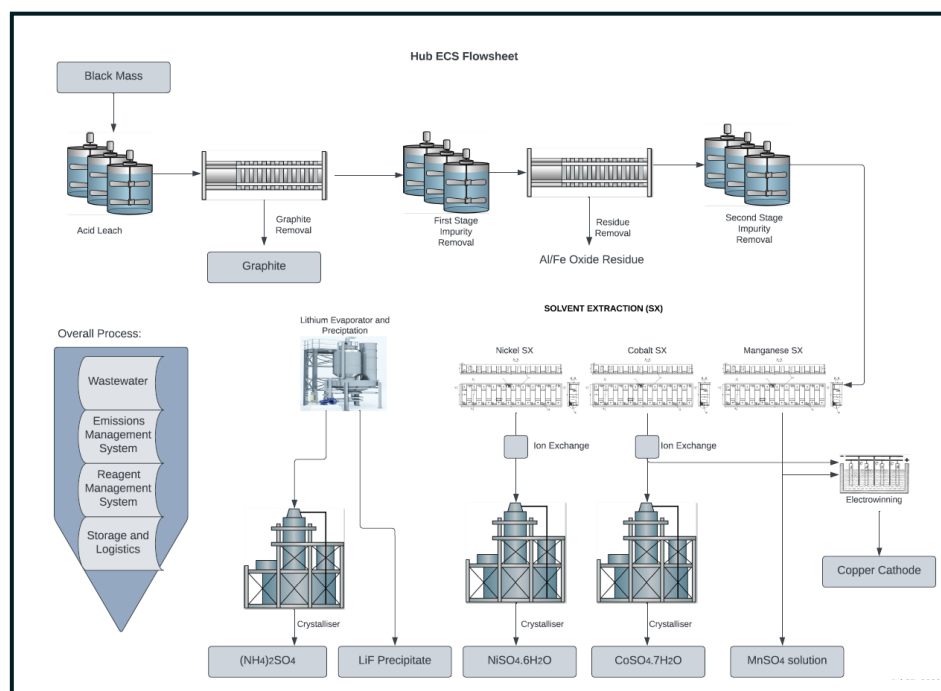 Hub ECS Flowsheet
Black Mass
Acid Leach
Graphite
Removal
Graphite
First Stage
Impurity
Removal
Residue
Removal
Al/Fe Oxide Residue
Second Stage
Impurity
Removal
SOLVENT EXTRACTION (SX)
Lithium Evaporator and
Preciptation
Nickel SX
Cobalt SX
Manganese SX
Overall Process:
Wastewater
Emissions
Management
System
Reagent
Management
System
Storage and
Logistics
Ion Exchange
Ion Exchange
Electrowinning
Copper Cathode
Crystalliser
Crystalliser
Crystalliser
(NH4)2SO4
LiF Precipitate
NiSO4.6H2O
CoSO4.7H2O
MnSO4 solution